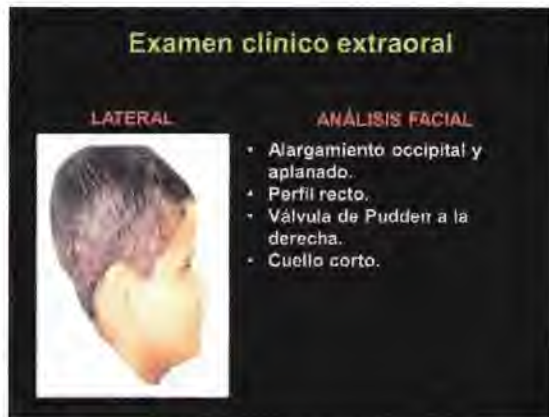 Examen clínico extraoral
LATERAL
ANÁLISIS FACIAL
• Alargamiento occipital y
aplanado.
• Perfil recto.
• Válvula de Pudden a la
derecha.
• Cuello corto.